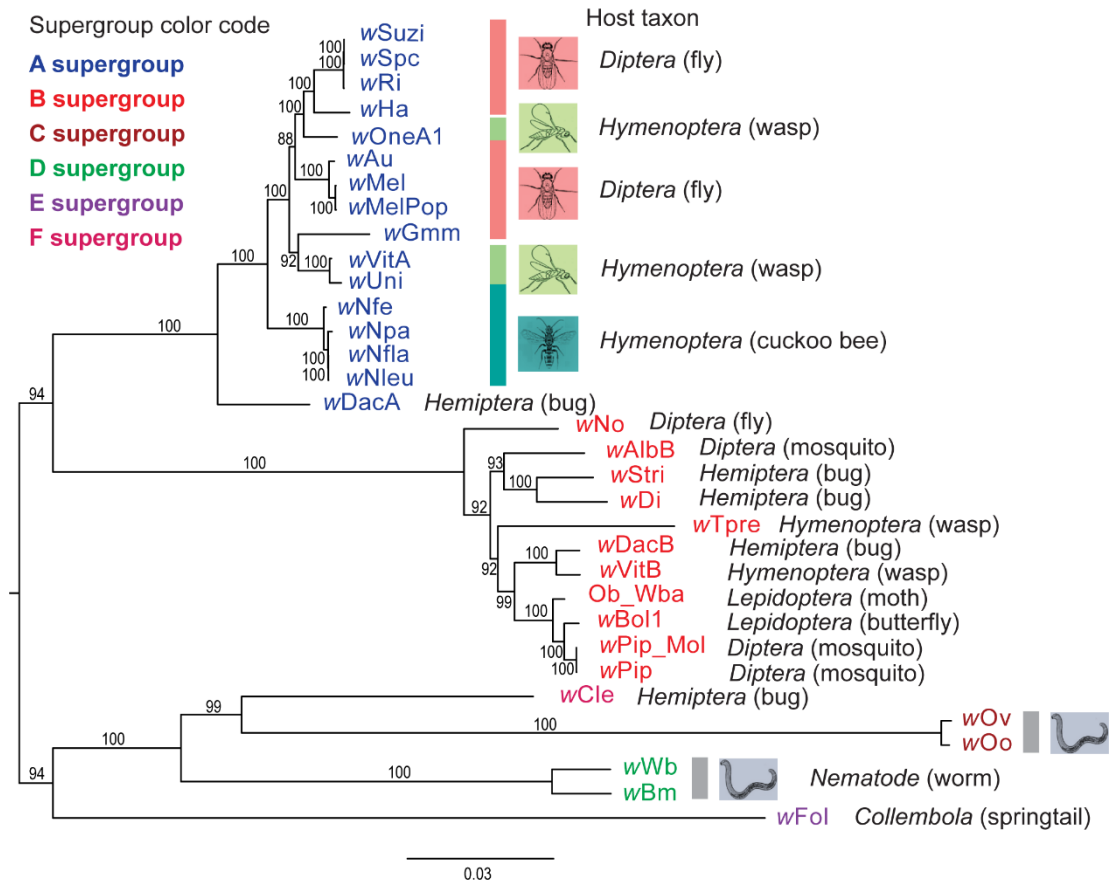 Supergroup color code
A supergroup
B supergroup
C supergroup
D supergroup
E supergroup
F supergroup
Host taxon
wSuzi
100
wSpc
100
wRi
Diptera (fly)
100
wHa
100
wOneA1
Hymenoptera (wasp)
88
wAu
100
wMel
100
wMelPop
Diptera (fly)
wGmm
92
wVitA
100
wUni
Hymenoptera (wasp)
100
wNfe
100
wNpa
wNfla
100
wNleu
100
Hymenoptera (cuckoo bee)
100
wDacA Hemiptera (bug)
94
wNo Diptera (fly)
100
wAlbB Diptera (mosquito)
93
wStri Hemiptera (bug)
100
wDi Hemiptera (bug)
92
wTpre Hymenoptera (wasp)
92
wDacB Hemiptera (bug)
100
wVitB Hymenoptera (wasp)
99
Ob_Wba Lepidoptera (moth)
100
wBol1 Lepidoptera (butterfly)
wPip_Mol Diptera (mosquito)
100
wPip Diptera (mosquito)
100
wCle Hemiptera (bug)
99
100
wOv
wOo
100
wWb
100
wBm
Nematode (worm)
94
wFol Collembola (springtail)
0.03